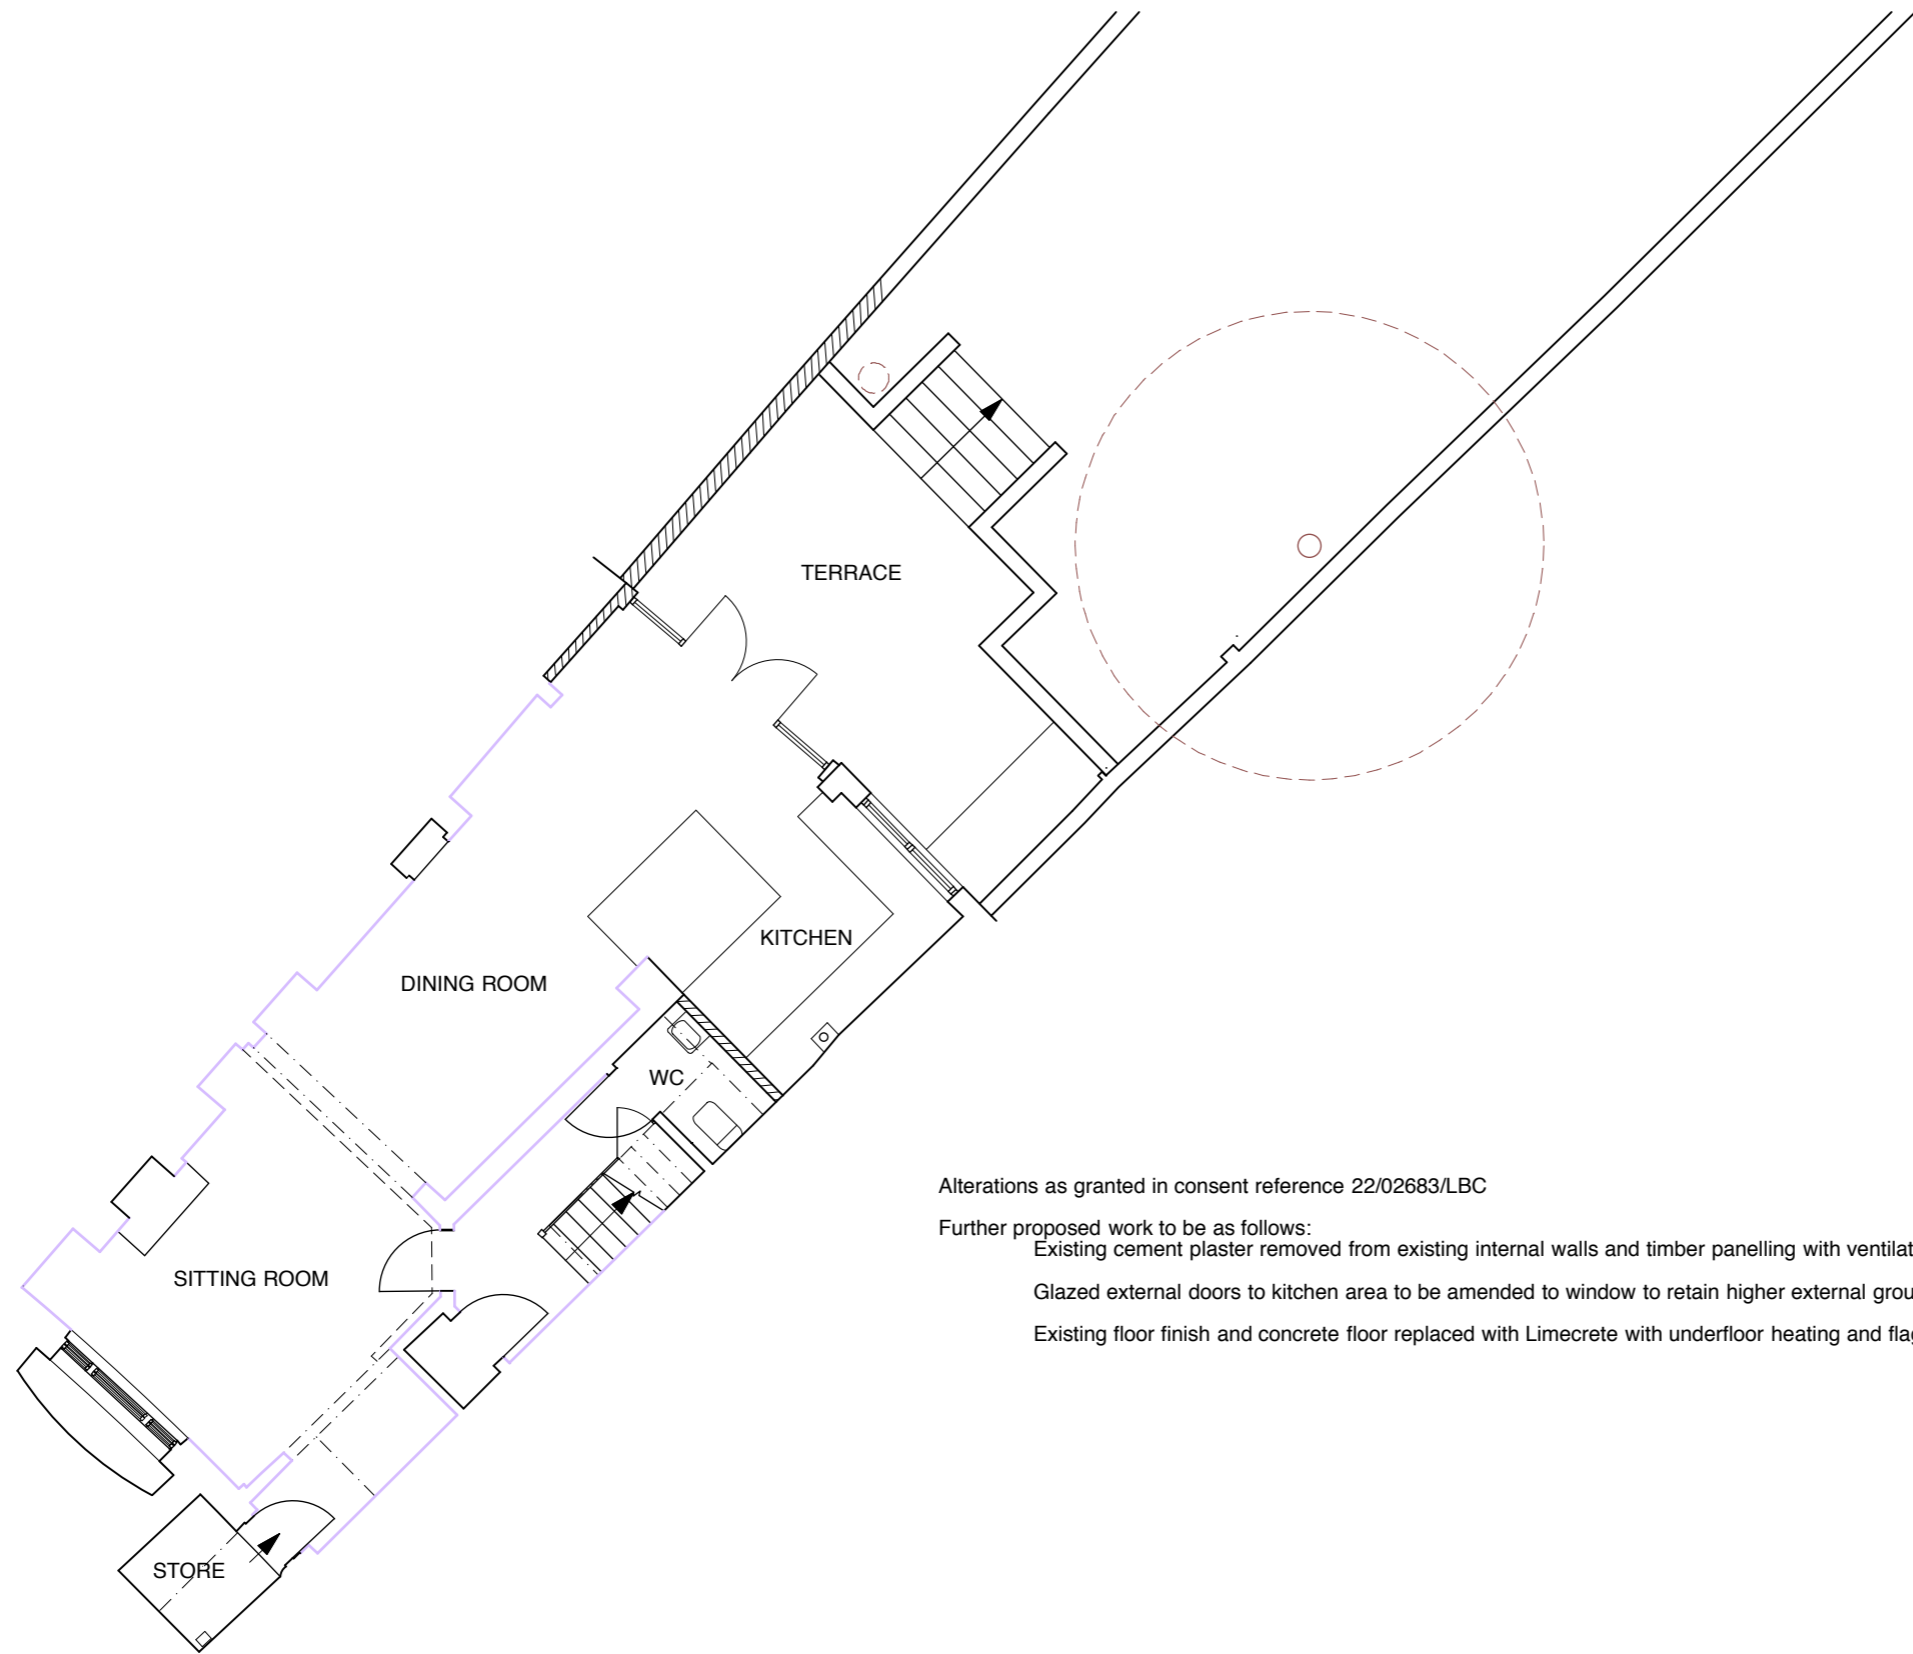 TERRACE
KITCHEN
DINING ROOM
WC
Alterations as granted in consent reference 22/02683/LBC
Further proposed work to be as follows:
Existing cement plaster removed from existing internal walls and timber panelling with
Glazed external doors to kitchen area to be amended to window to retain higher external
Existing floor finish and concrete floor replaced with Limecrete with underfloor heating and
SITTING ROOM
STORE